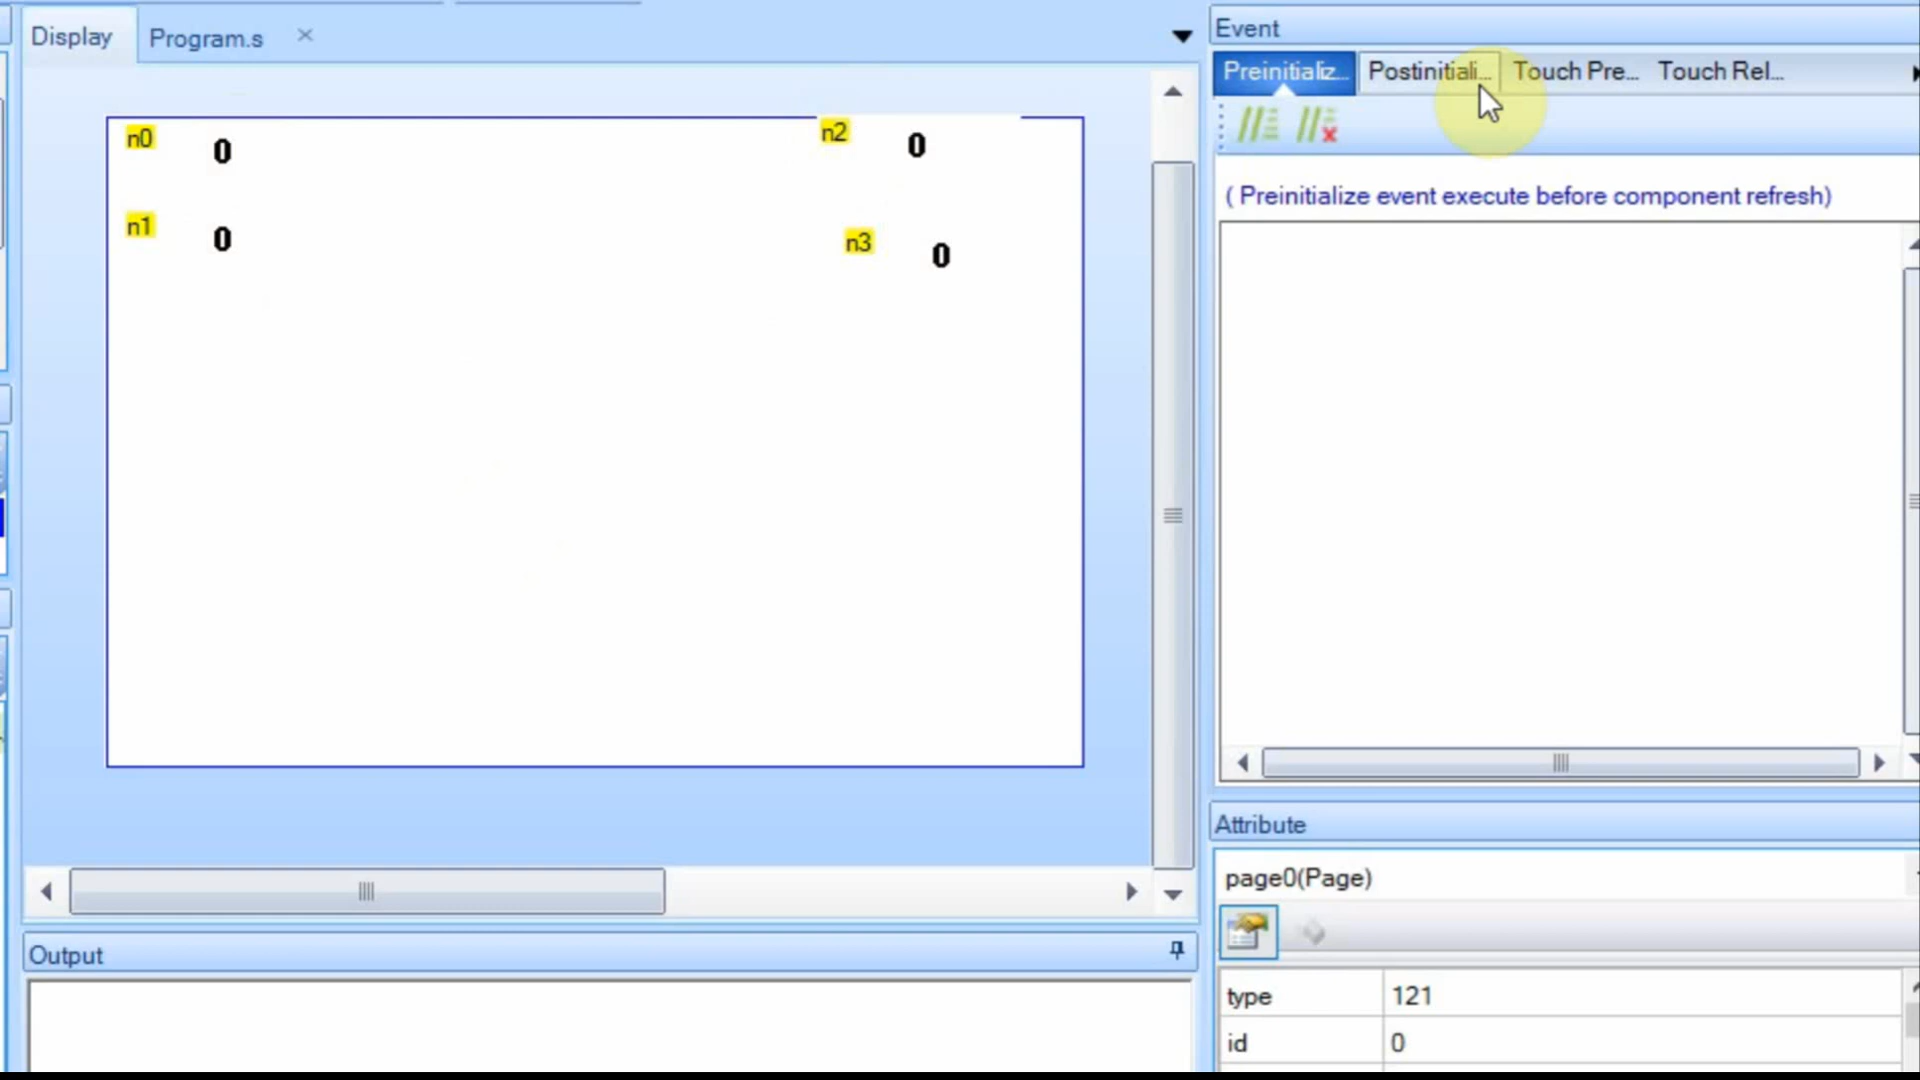 Display
Program.s
n0
0
n1
0
n2
0
n3
0
Output
Event
Preinitializ...
Postinitiali...
Touch Pre...
Touch Rel...
( Preinitialize event execute before component refresh)
Attribute
page0(Page)
type 121
id 0